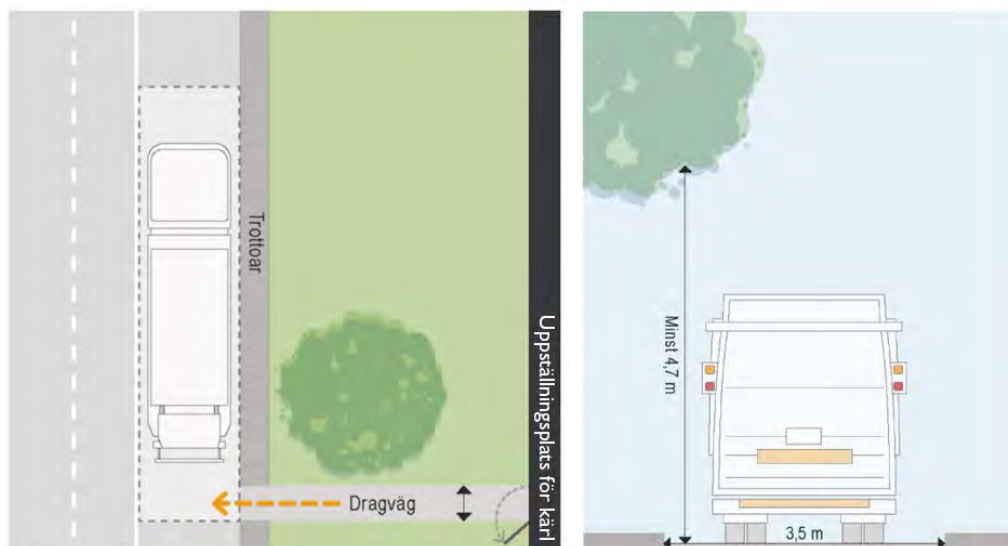 Trottoar
Uppställningsplats för kärl
Dragväg
Minst 4,7 m
3,5 m